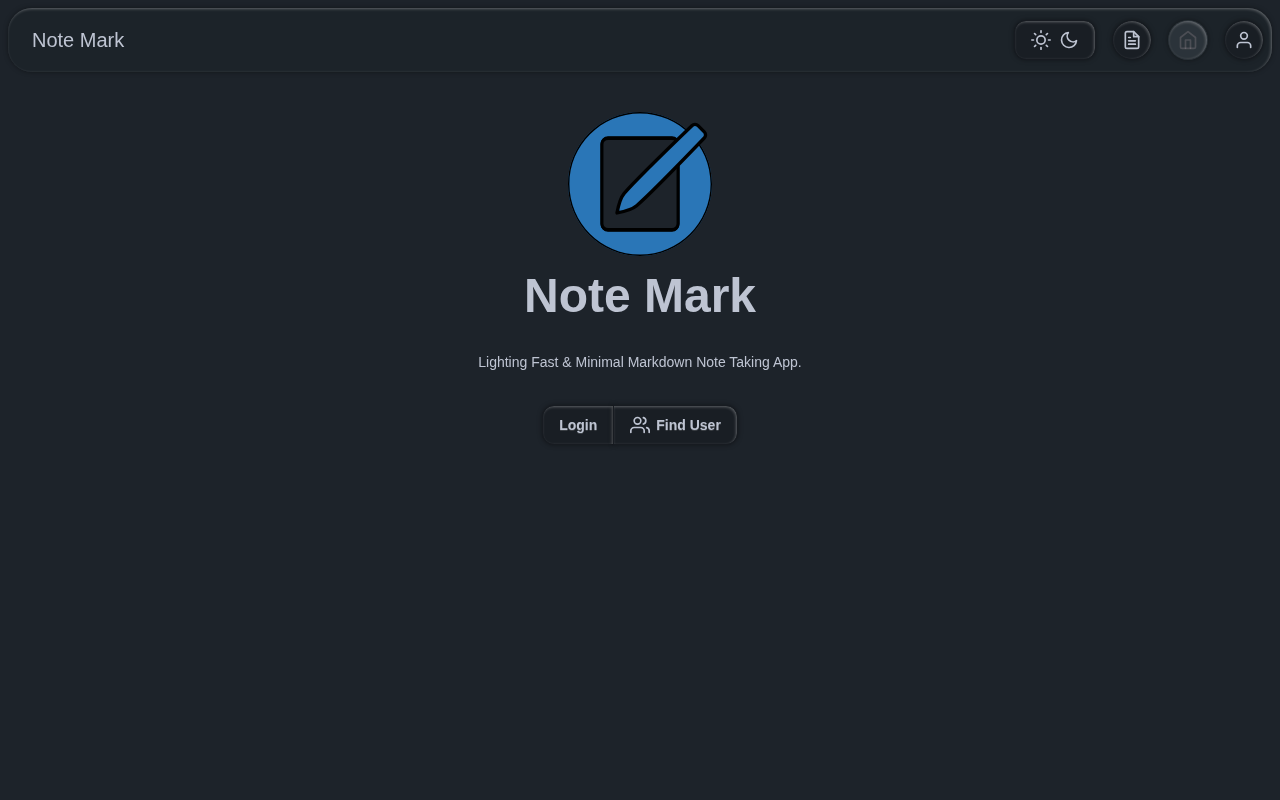 Note Mark
Note Mark
Lighting Fast & Minimal Markdown Note Taking App.
Login
Find User